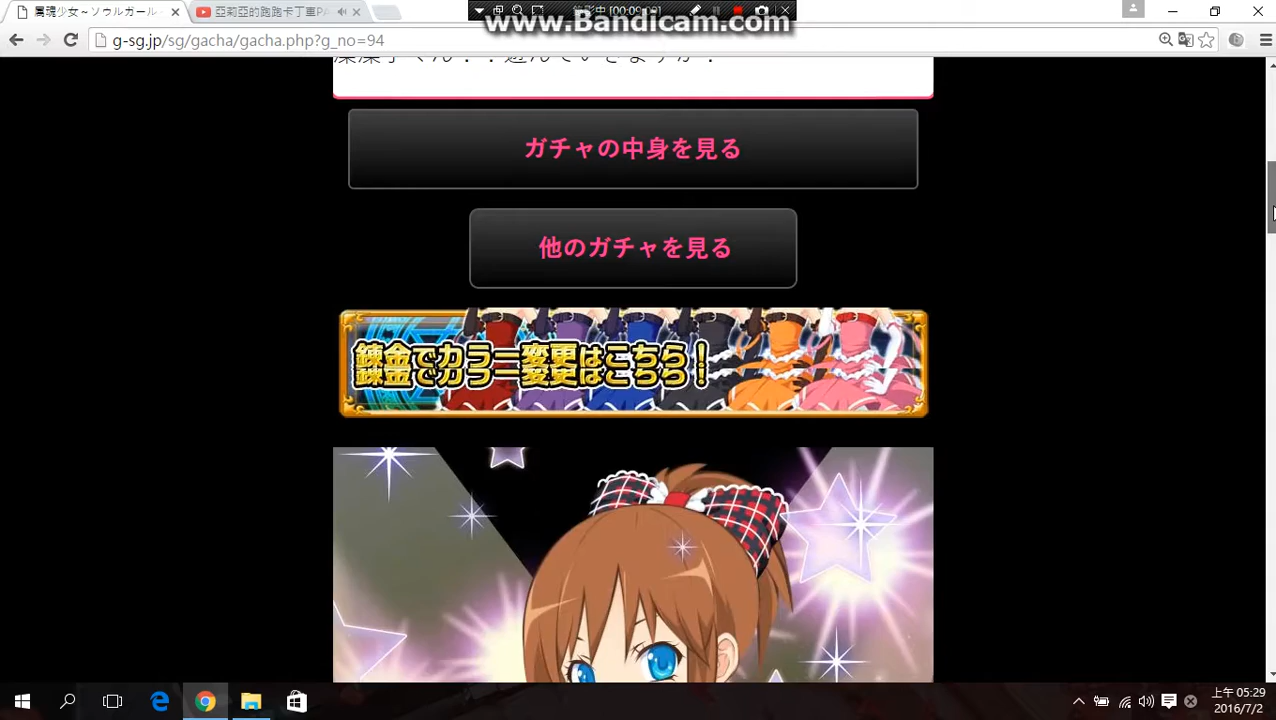 黒現少女～ソウルガール
亞莉亞的跑跑卡丁車PA
www.Bandicam.com
g-sg.jp/sg/gacha/gacha.php?g_no=94
ガチャの中身を見る
他のガチャを見る
錬金でカラー変更はこちら！
上午 05:29
2016/7/2